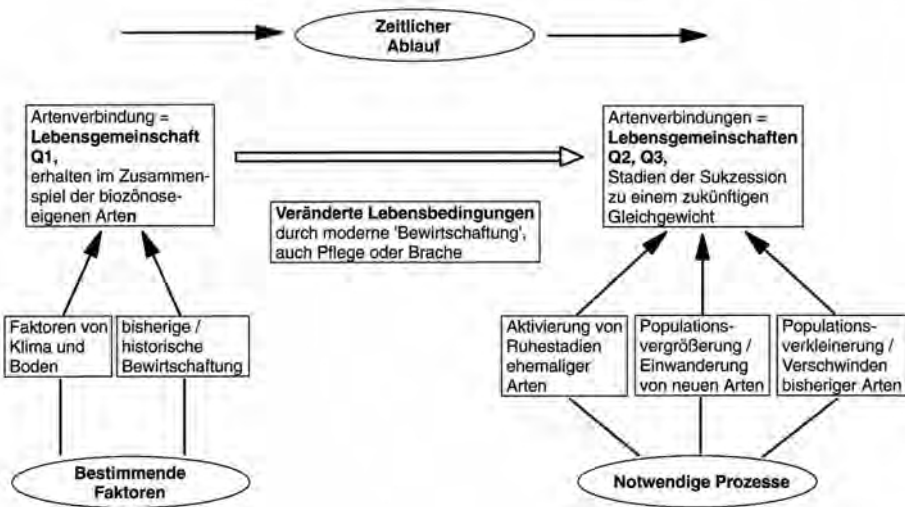 Zeitlicher
Ablauf
Artenverbindung =
Lebensgemeinschaft
Q1,
erhalten im Zusammen-
spiel der biozönose-
eigenen Arten
Veränderte Lebensbedingungen
durch moderne 'Bewirtschaftung',
auch Pflege oder Brache
Artenverbindungen =
Lebensgemeinschaften
Q2, Q3,
Stadien der Sukzession
zu einem zukünftigen
Gleichgewicht
Faktoren von
Klima und
Boden
bisherige /
historische
Bewirtschaftung
Aktivierung von
Ruhestadien
ehemaliger
Arten
Populations-
vergrößerung /
Einwanderung
von neuen Arten
Populations-
verkleinerung /
Verschwinden
bisheriger Arten
Bestimmende
Faktoren
Notwendige Prozesse